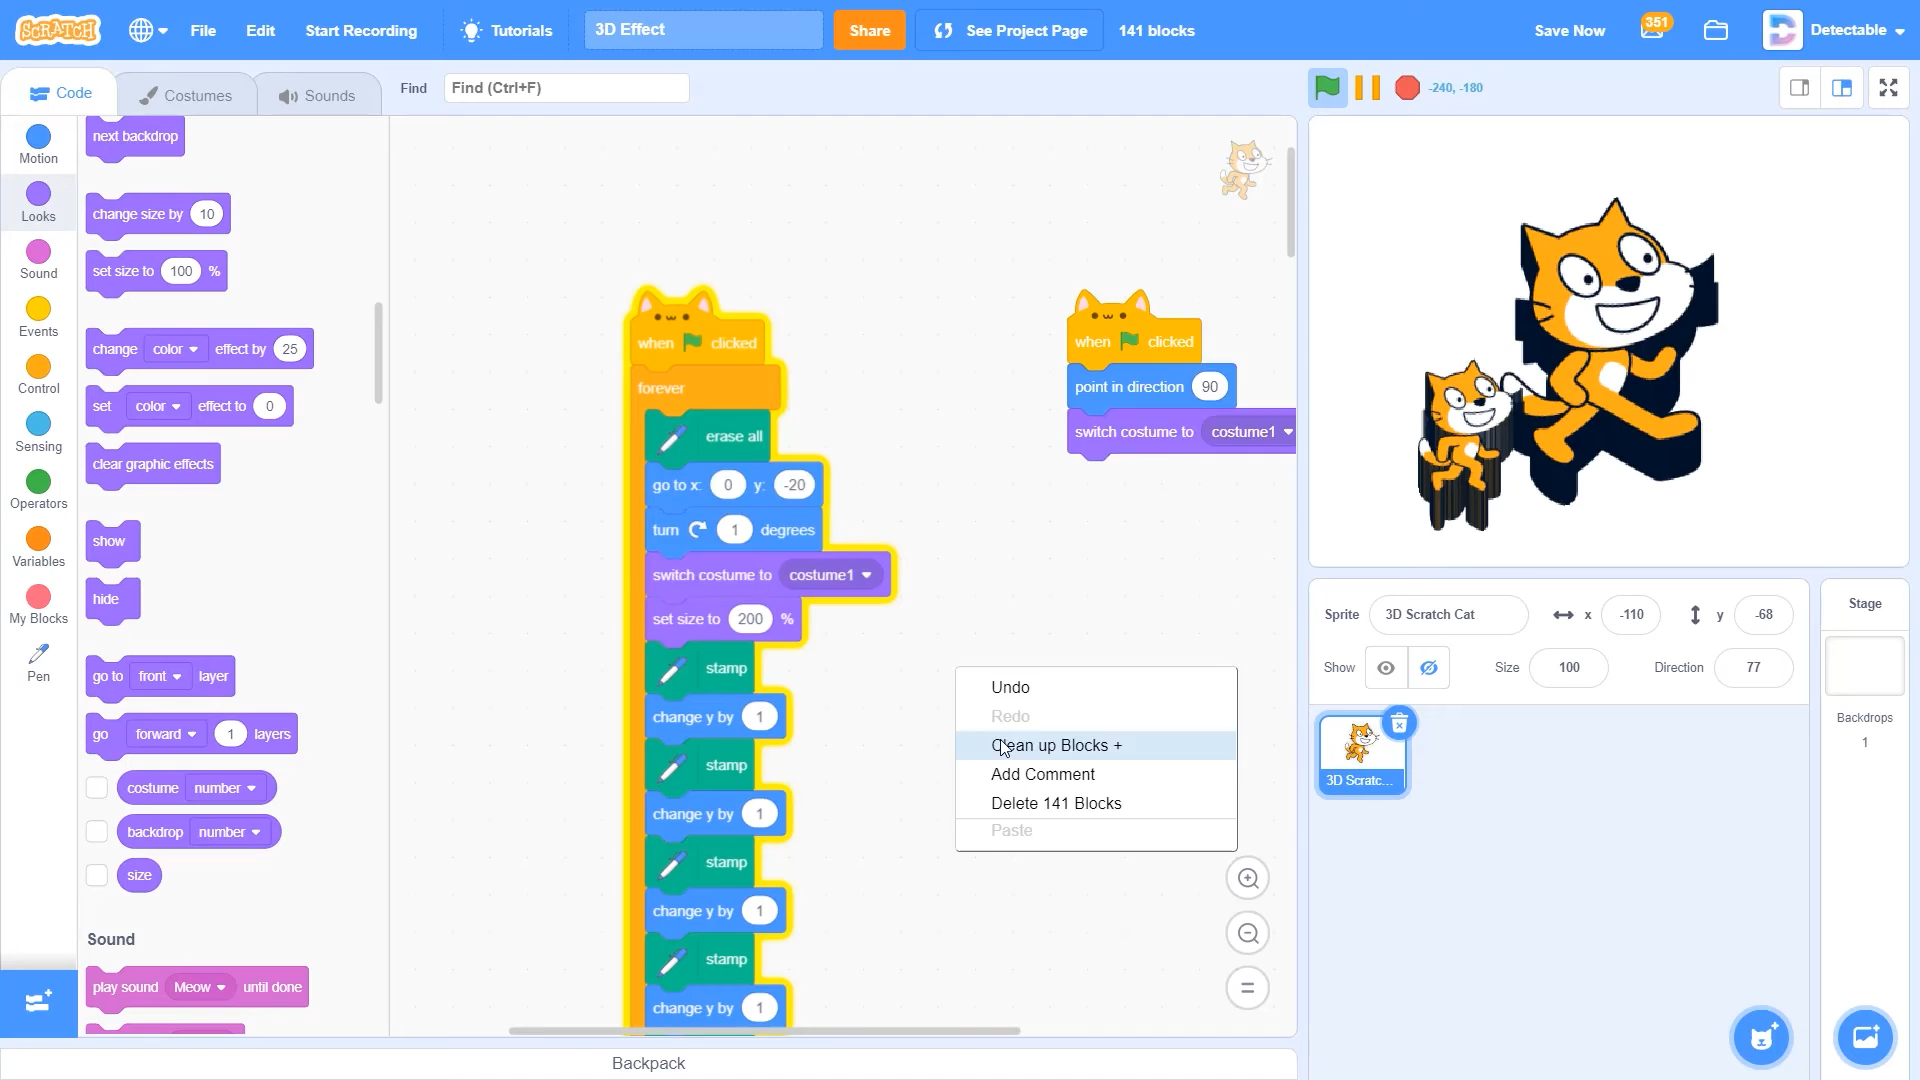 SCRATCH
File
Edit
Start Recording
Tutorials
3D Effect
Share
See Project Page
141 blocks
Save Now
351
Detectable
Code
Costumes
Sounds
Find
Find (Ctrl+F)
-240, -180
Motion
Looks
Sound
Events
Control
Sensing
Operators
Variables
My Blocks
Pen
next backdrop
change size by 10
set size to 100 %
change color effect by 25
set color effect to 0
clear graphic effects
show
hide
go to front layer
go forward 1 layers
costume number
backdrop number
size
Sound
play sound Meow until done
when clicked
forever
erase all
go to x: 0 y: -20
turn 1 degrees
switch costume to costume1
set size to 200 %
stamp
change y by 1
stamp
change y by 1
stamp
change y by 1
stamp
change y by 1
when clicked
point in direction 90
switch costume to costume1
Undo
Redo
Clean up Blocks +
Add Comment
Delete 141 Blocks
Paste
Backpack
Sprite 3D Scratch Cat x -110 y -68
Show Size 100 Direction 77
3D Scratc...
Stage
Backdrops
1